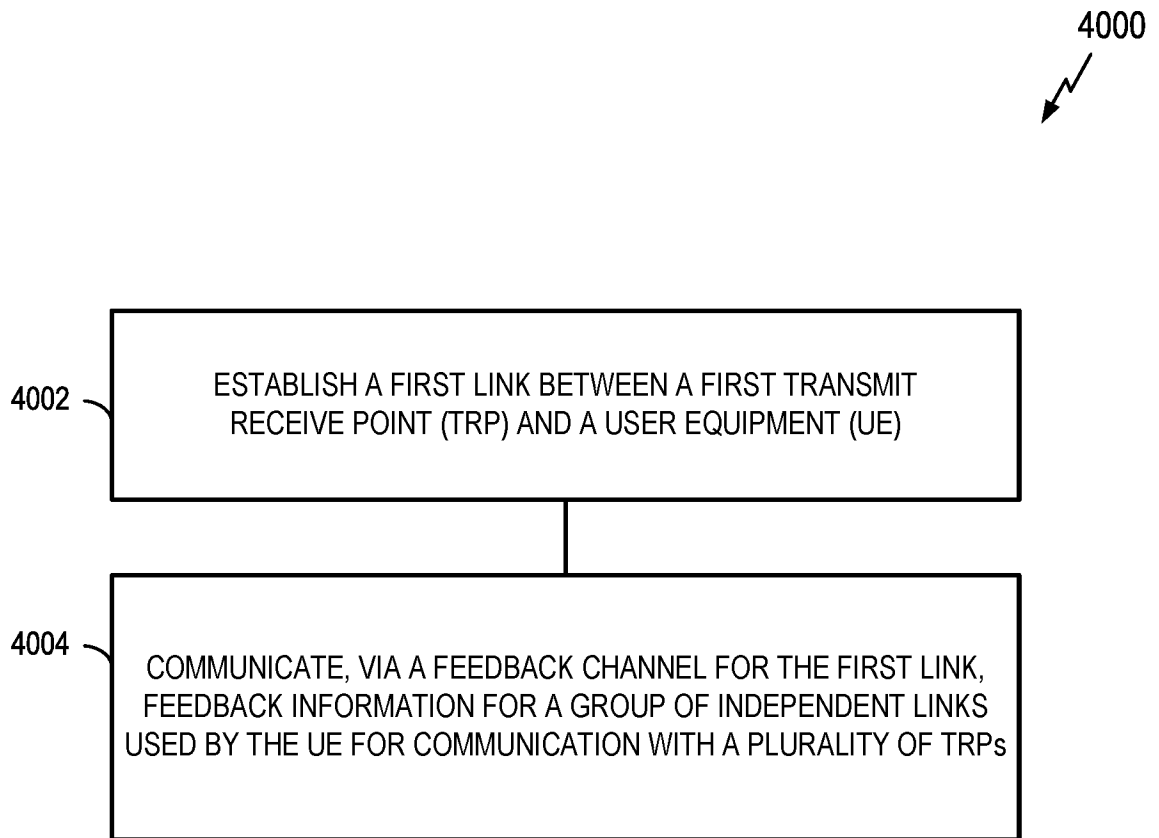 4000
4002
ESTABLISH A FIRST LINK BETWEEN A FIRST TRANSMIT
RECEIVE POINT (TRP) AND A USER EQUIPMENT (UE)
4004
COMMUNICATE, VIA A FEEDBACK CHANNEL FOR THE FIRST LINK,
FEEDBACK INFORMATION FOR A GROUP OF INDEPENDENT LINKS
USED BY THE UE FOR COMMUNICATION WITH A PLURALITY OF TRPs